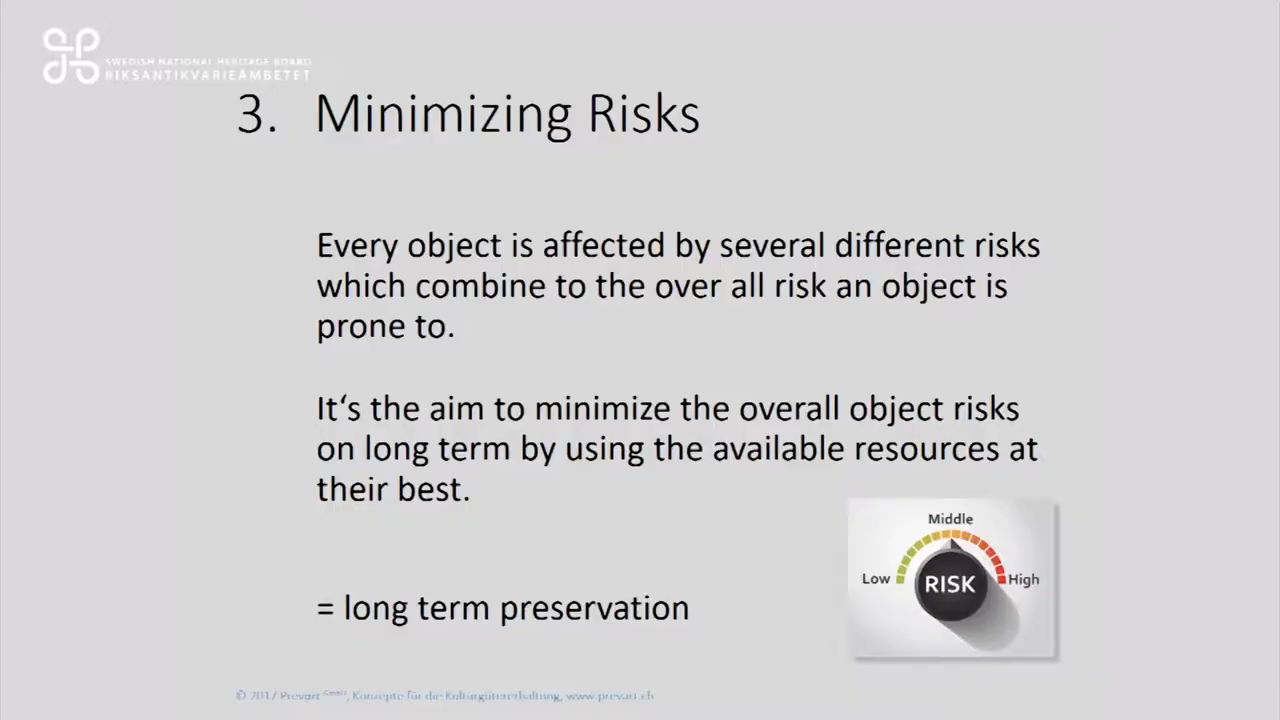 SWEDISH NATIONAL HERITAGE BOARD
RIKSANTIKVARIEÄMBETET
3. Minimizing Risks
Every object is affected by several different risks
which combine to the over all risk an object is
prone to.
It‘s the aim to minimize the overall object risks
on long term by using the available resources at
their best.
Middle
Low
RISK
High
= long term preservation
© 2017 Prevart GmbH, Konzepte für die Kulturgütererhaltung, www.prevart.ch